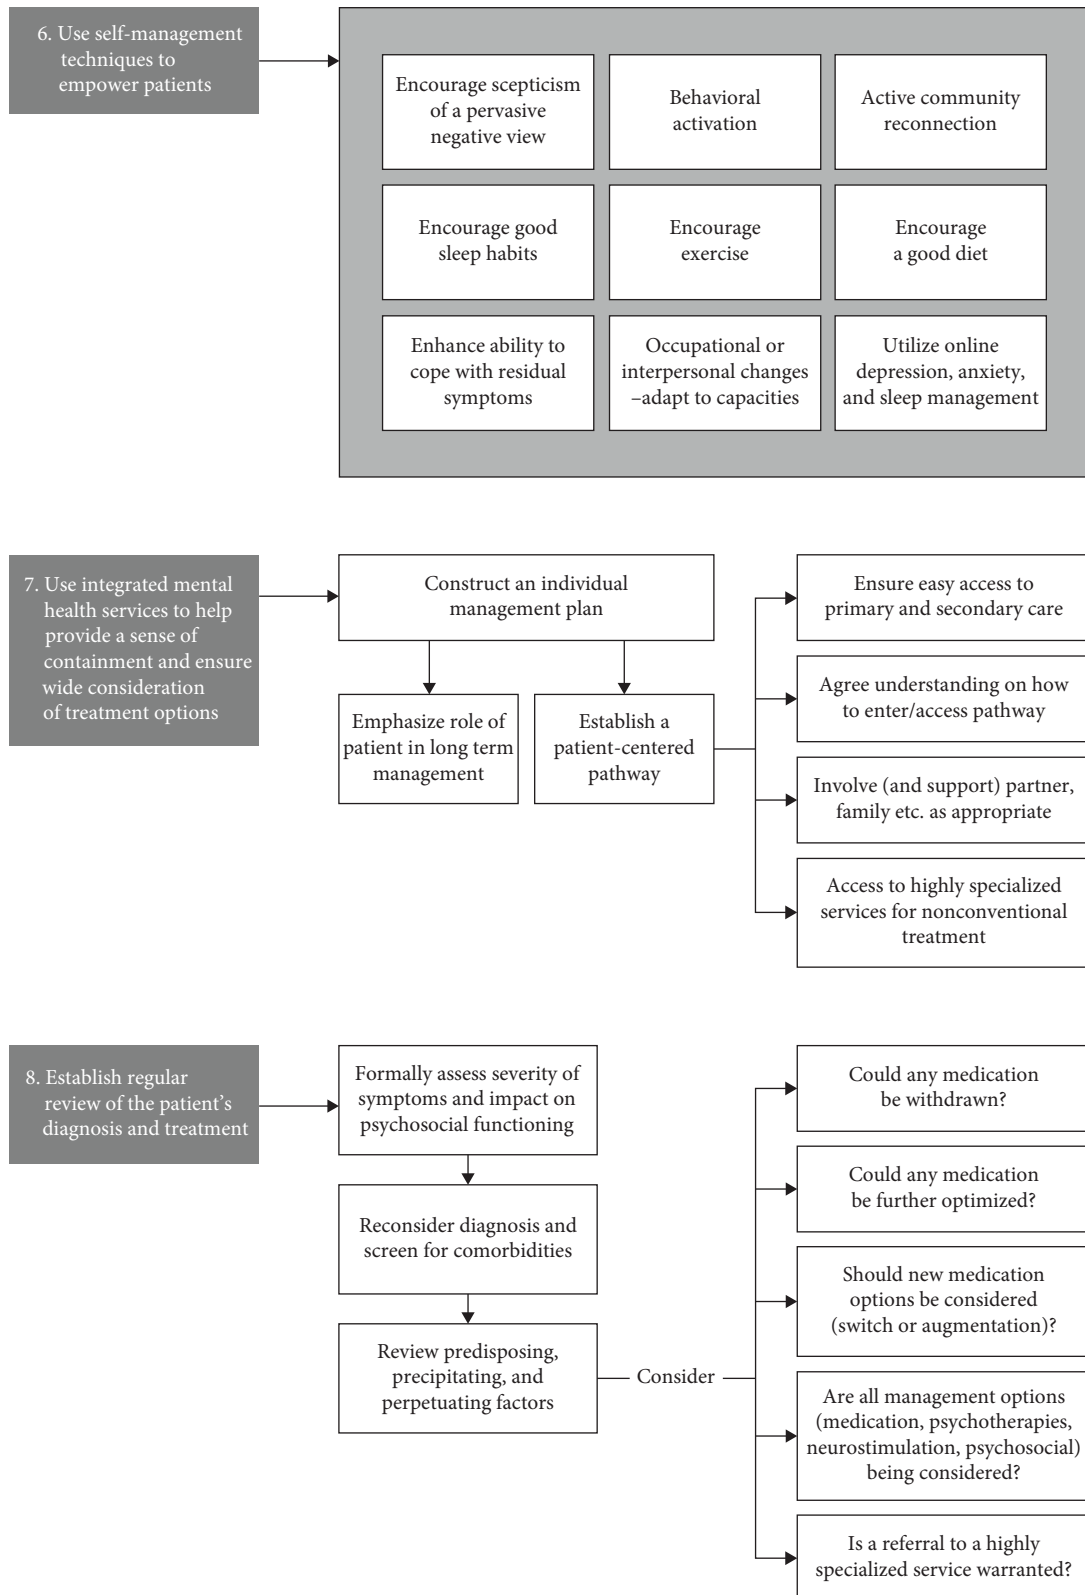 6. Use self-management
techniques to
empower patients
Encourage scepticism
of a pervasive
negative view
Behavioral
activation
Active community
reconnection
Encourage good
sleep habits
Encourage
exercise
Encourage
a good diet
Enhance ability to
cope with residual
symptoms
Occupational or
interpersonal changes
–adapt to capacities
Utilize online
depression, anxiety,
and sleep management
7. Use integrated mental
health services to help
provide a sense of
containment and ensure
wide consideration
of treatment options
Construct an individual
management plan
Emphasize role of
patient in long term
management
Establish a
patient-centered
pathway
Ensure easy access to
primary and secondary care
Agree understanding on how
to enter/access pathway
Involve (and support) partner,
family etc. as appropriate
Access to highly specialized
services for nonconventional
treatment
8. Establish regular
review of the patient’s
diagnosis and treatment
Formally assess severity of
symptoms and impact on
psychosocial functioning
Reconsider diagnosis and
screen for comorbidities
Review predisposing,
precipitating, and
perpetuating factors
Consider
Could any medication
be withdrawn?
Could any medication
be further optimized?
Should new medication
options be considered
(switch or augmentation)?
Are all management options
(medication, psychotherapies,
neurostimulation, psychosocial)
being considered?
Is a referral to a highly
specialized service warranted?